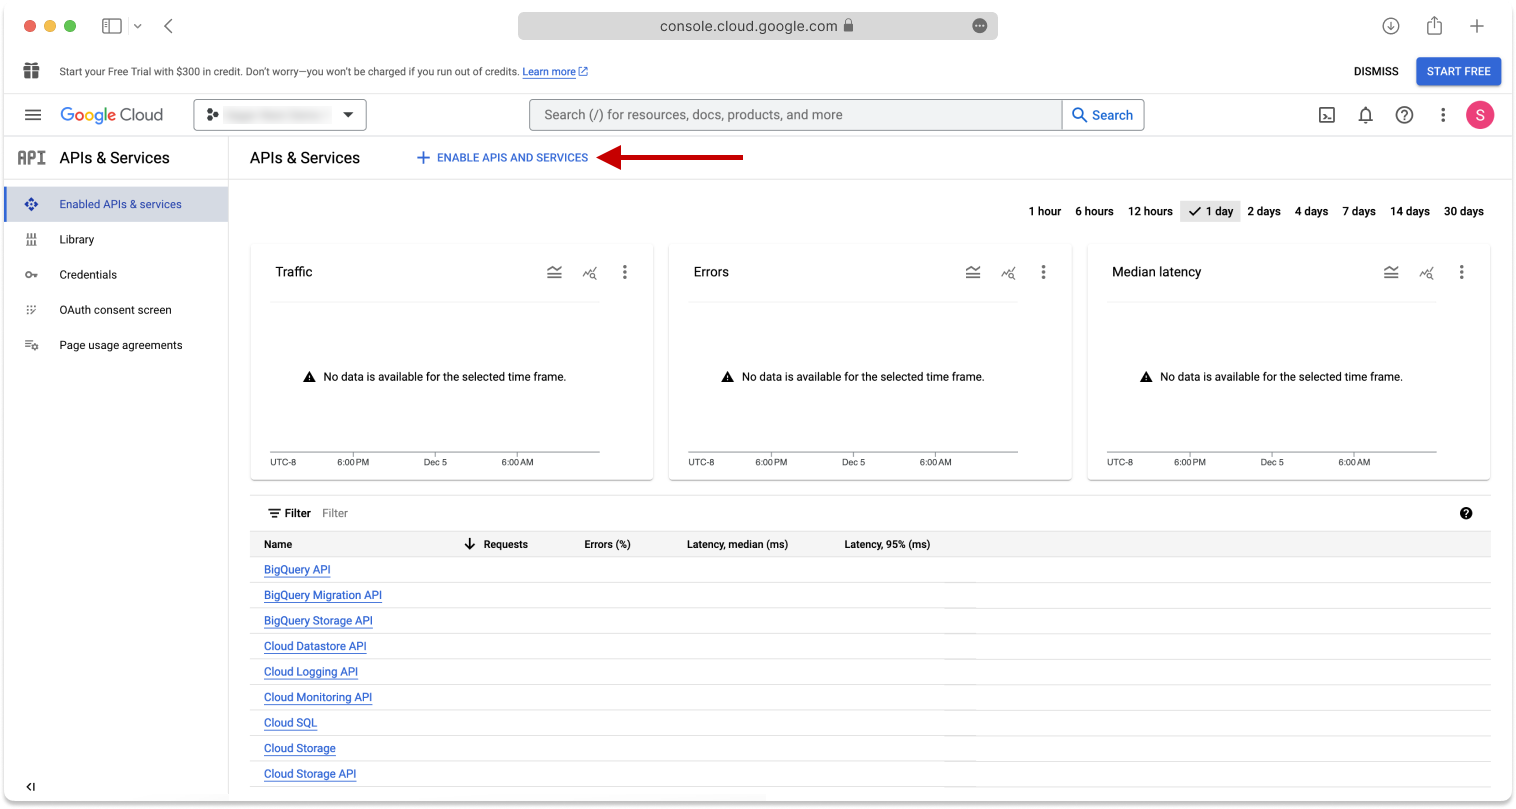 console.cloud.google.com
Start your Free Trial with $300 in credit. Don't worry—you won't be charged if you run out of credits. Learn more
DISMISS
START FREE
Google Cloud
Search (/) for resources, docs, products, and more
Search
S
API APIs & Services
APIs & Services
ENABLE APIS AND SERVICES
Enabled APIs & services
Library
Credentials
OAuth consent screen
Page usage agreements
1 hour 6 hours 12 hours 1 day 2 days 4 days 7 days 14 days 30 days
Traffic
No data is available for the selected time frame.
UTC-8 6:00 PM Dec 5 6:00 AM
Errors
No data is available for the selected time frame.
UTC-8 6:00 PM Dec 5 6:00 AM
Median latency
No data is available for the selected time frame.
UTC-8 6:00 PM Dec 5 6:00 AM
Filter Filter
Name Requests Errors (%) Latency, median (ms) Latency, 95% (ms)
BigQuery API
BigQuery Migration API
BigQuery Storage API
Cloud Datastore API
Cloud Logging API
Cloud Monitoring API
Cloud SQL
Cloud Storage
Cloud Storage API